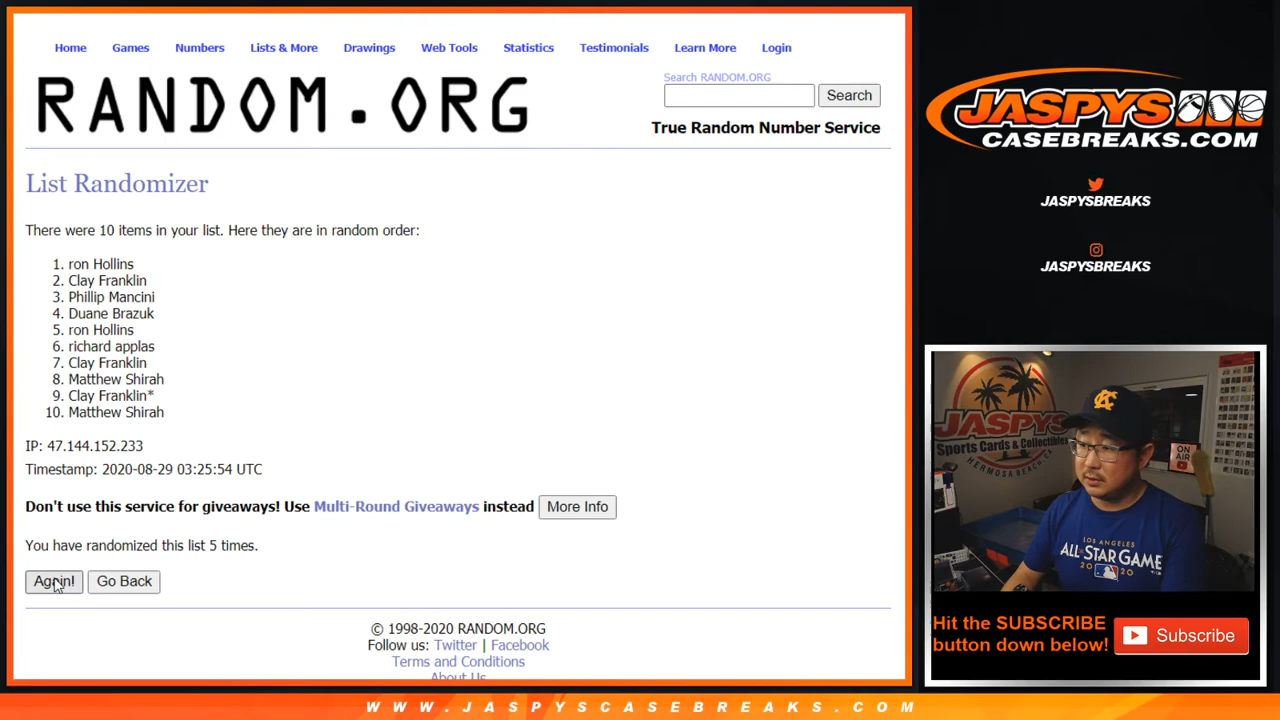 Home Games Numbers Lists & More Drawings Web Tools Statistics Testimonials Learn More Login
RANDOM.ORG
Search RANDOM.ORG
Search
True Random Number Service
List Randomizer
There were 10 items in your list. Here they are in random order:
1. ron Hollins
2. Clay Franklin
3. Phillip Mancini
4. Duane Brazuk
5. ron Hollins
6. richard applas
7. Clay Franklin
8. Matthew Shirah
9. Clay Franklin*
10. Matthew Shirah
IP: 47.144.152.233
Timestamp: 2020-08-29 03:25:54 UTC
Don't use this service for giveaways! Use Multi-Round Giveaways instead More Info
You have randomized this list 5 times.
Again! Go Back
© 1998-2020 RANDOM.ORG
Follow us: Twitter | Facebook
Terms and Conditions
About Us
JASPYS
CASEBREAKS.COM
JASPYSBREAKS
JASPYSBREAKS
JASPYS
Sports Cards & Collectibles
HERMOSA BEACH, CA
ON AIR
LOS ANGELES
ALL-STAR GAME
2020
Hit the SUBSCRIBE
button down below!
Subscribe
WWW.JASPYSCASEBREAKS.COM